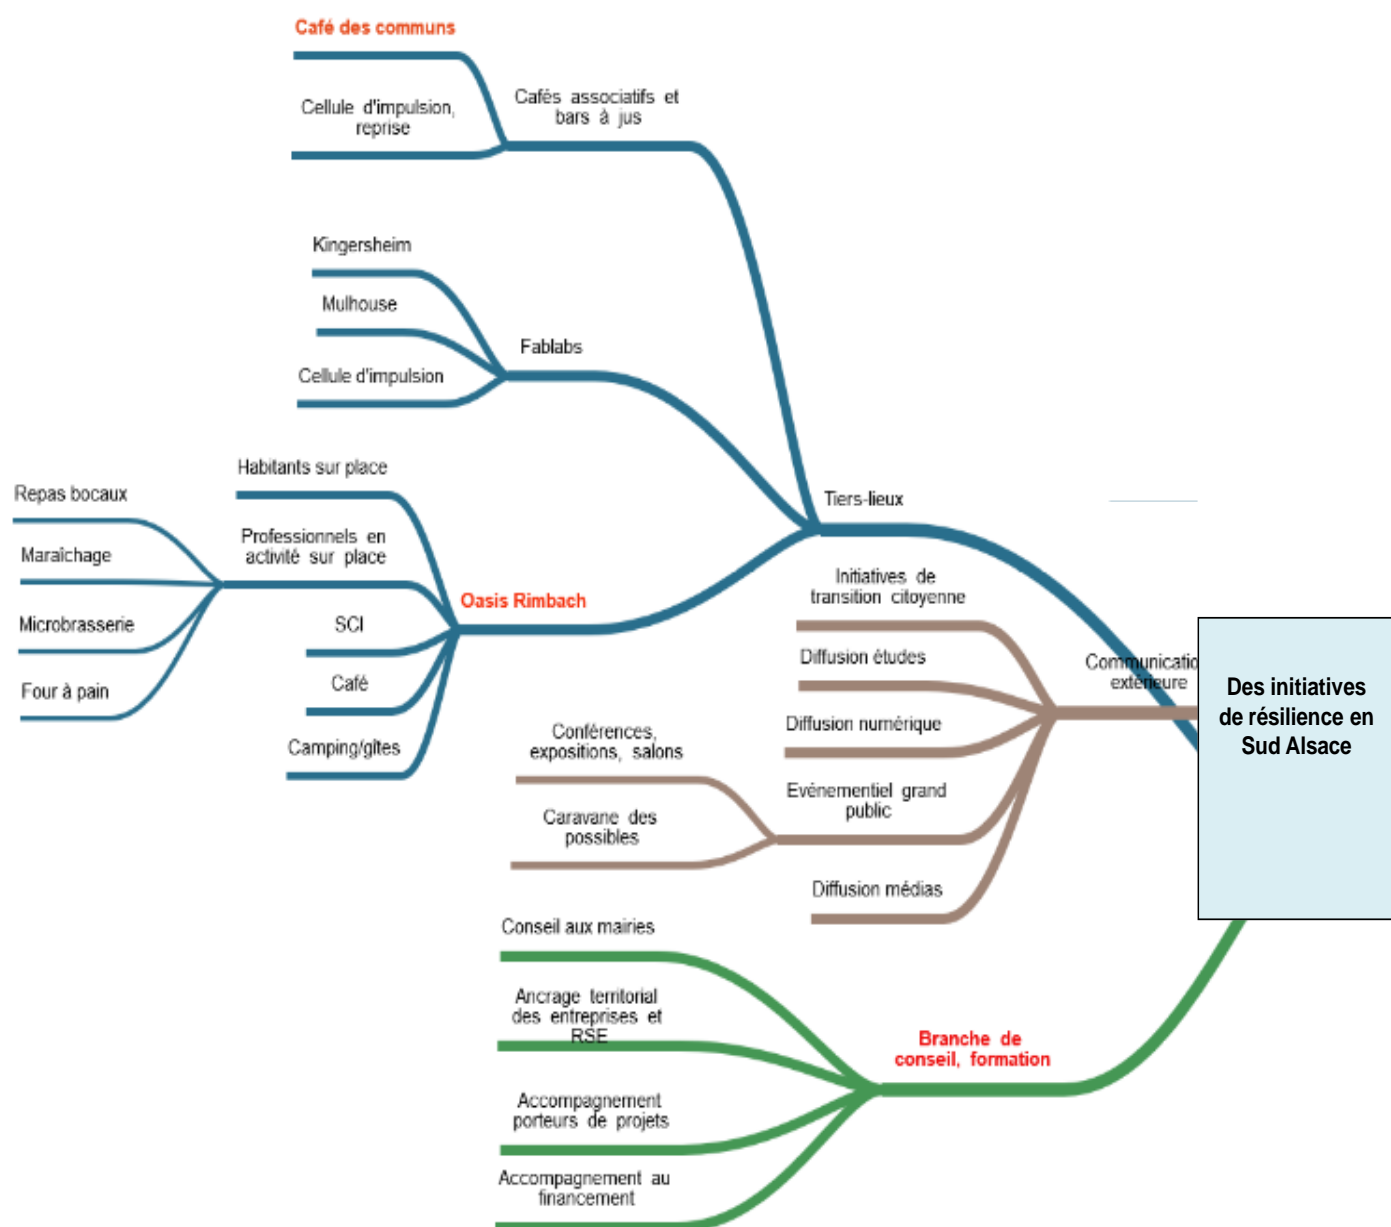 Café des communs
Cellule d'impulsion,
reprise
Cafés associatifs et
bars à jus
Kingersheim
Mulhouse
Cellule d'impulsion
Fablabs
Habitants sur place
Repas bocaux
Maraîchage
Microbrasserie
Four à pain
Professionnels en
activité sur place
SCI
Café
Camping/gîtes
Oasis Rimbach
Tiers-lieux
Initiatives de
transition citoyenne
Diffusion études
Diffusion numérique
Conférences,
expositions, salons
Caravane des
possibles
Evénementiel grand
public
Diffusion médias
Communicatio
extérieure
Des initiatives
de résilience en
Sud Alsace
Conseil aux mairies
Ancrage territorial
des entreprises et
RSE
Accompagnement
porteurs de projets
Accompagnement au
financement
Branche de
conseil, formation